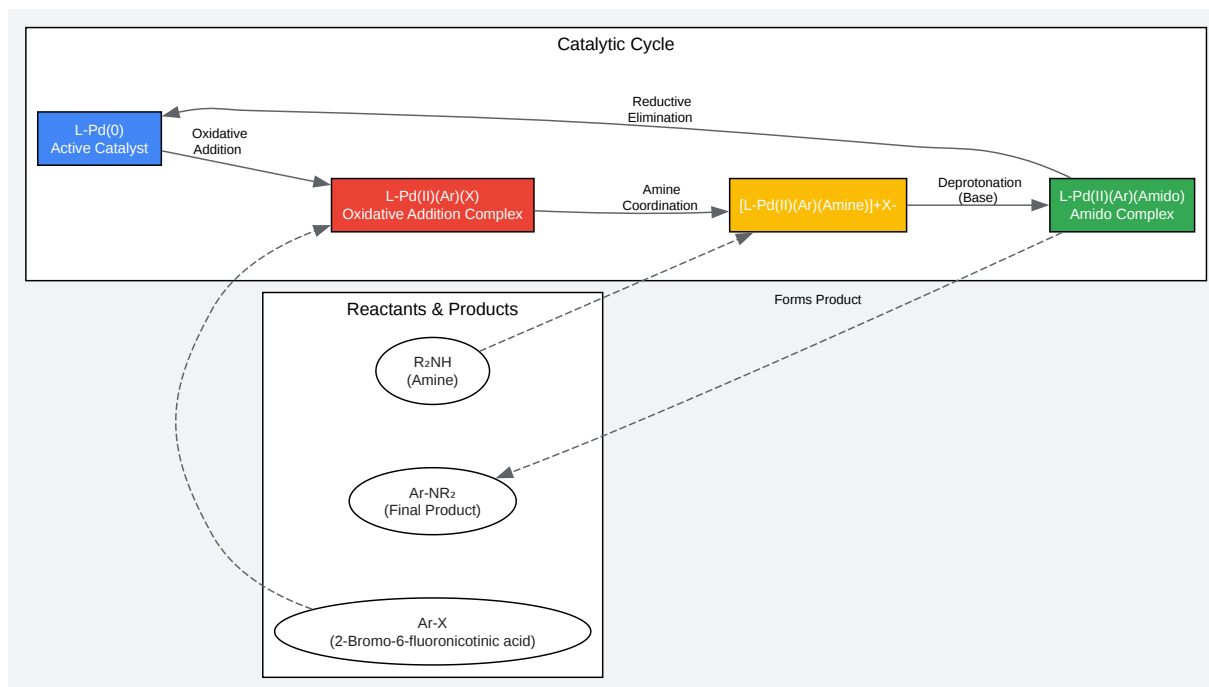 Catalytic Cycle
Reductive
Elimination
L-Pd(0)
Active Catalyst
Oxidative
Addition
L-Pd(II)(Ar)(X)
Oxidative Addition Complex
Amine
Coordination
[L-Pd(II)(Ar)(Amine)]+X-
Deprotonation
(Base)
L-Pd(II)(Ar)(Amido)
Amido Complex
Forms Product
Reactants & Products
R₂NH
(Amine)
Ar-NR₂
(Final Product)
Ar-X
(2-Bromo-6-fluoronicotinic acid)